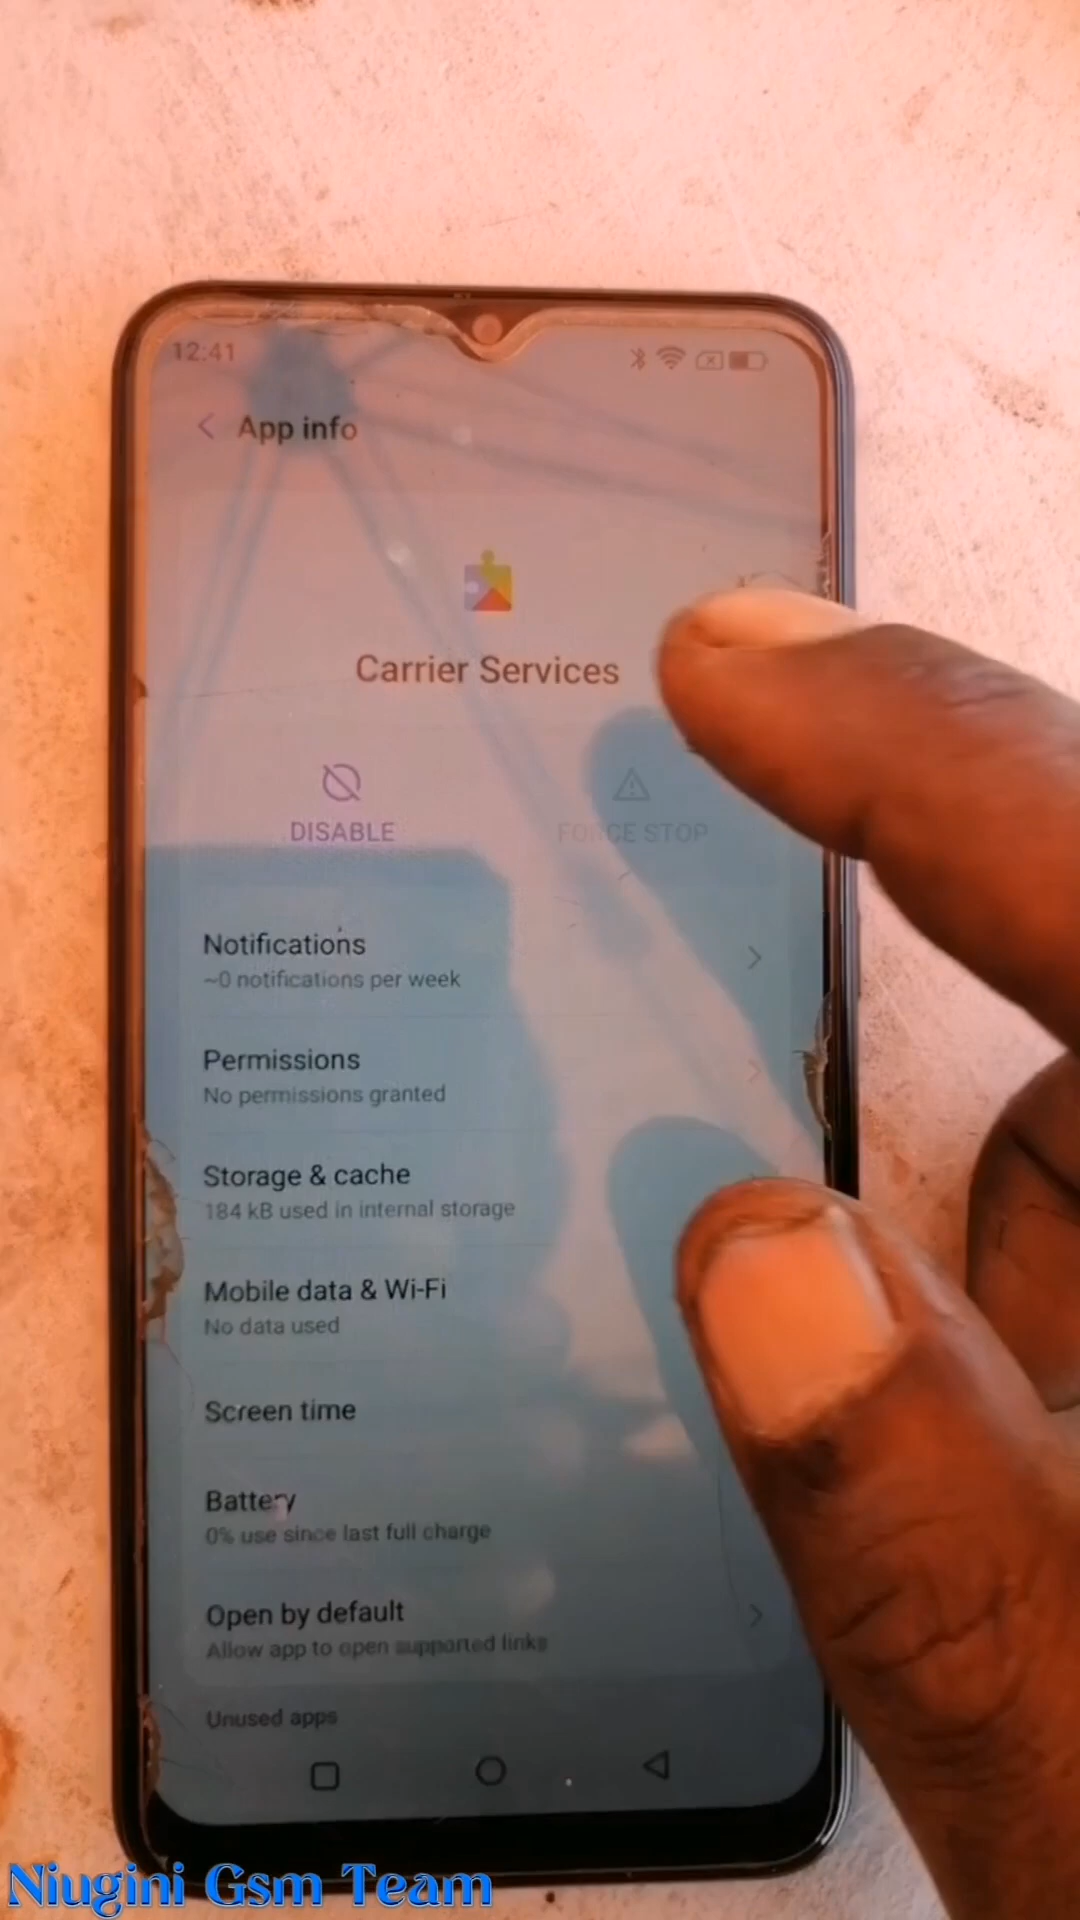 12:41
App info
Carrier Services
DISABLE
FORCE STOP
Notifications
~0 notifications per week
Permissions
No permissions granted
Storage & cache
184 kB used in internal storage
Mobile data & Wi-Fi
No data used
Screen time
Battery
0% use since last full charge
Open by default
Allow app to open supported links
Unused apps
Niugini Gsm Team